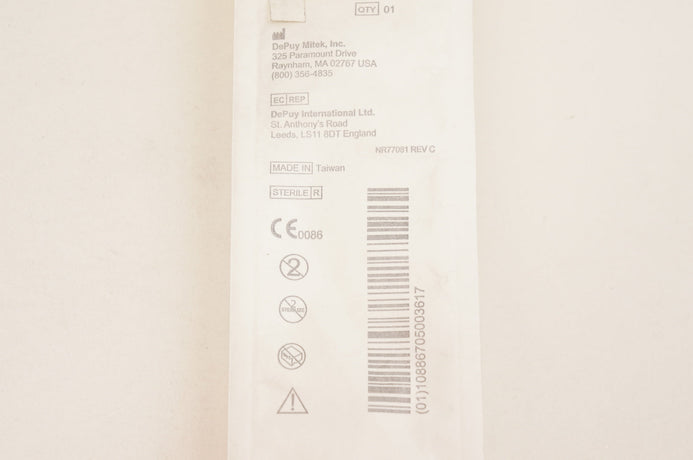 QTY 01
DePuy Mitek, Inc.
325 Paramount Drive
Raynham, MA 02767 USA
(800) 356-4835
EC REP
DePuy International Ltd.
St. Anthony's Road
Leeds, LS11 8DT England
NR77081 REV C
MADE IN Taiwan
STERILE R
CE 0086
2
2
STERILIZE
(01)10886705003617